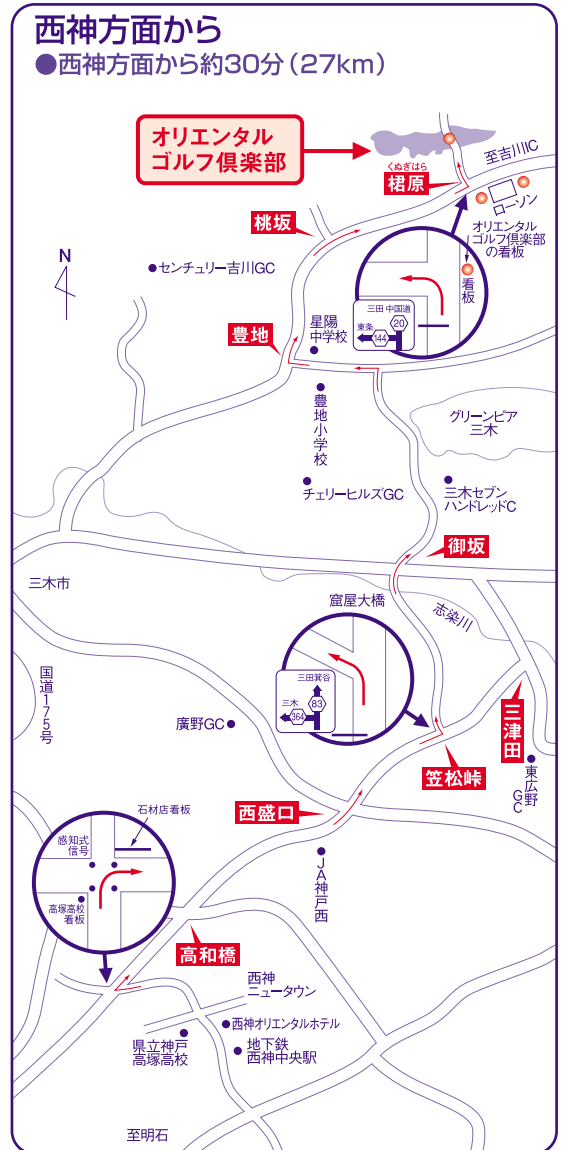 西神方面から
●西神方面から約30分（27km）
オリエンタル
ゴルフ倶楽部
くぬぎはら
椐原
至吉川IC
ローソン
オリエンタル
ゴルフ倶楽部
の看板
看板
桃坂
N
センチュリー吉川GC
三田 中国道
20
東条
144
星陽
中学校
豊地
豊地小学校
グリーンピア
三木
チェリーヒルズGC
三木セブン
ハンドレッドC
御坂
三木市
窟屋大橋
志染川
国道175号
三田箕谷
三木
83
364
廣野GC
三津田
東広野GC
笠松峠
西盛口
石材店看板
感知式
信号
高塚高校
看板
JA神戸西
高和橋
西神
ニュータウン
西神オリエンタルホテル
県立神戸
高塚高校
地下鉄
西神中央駅
至明石